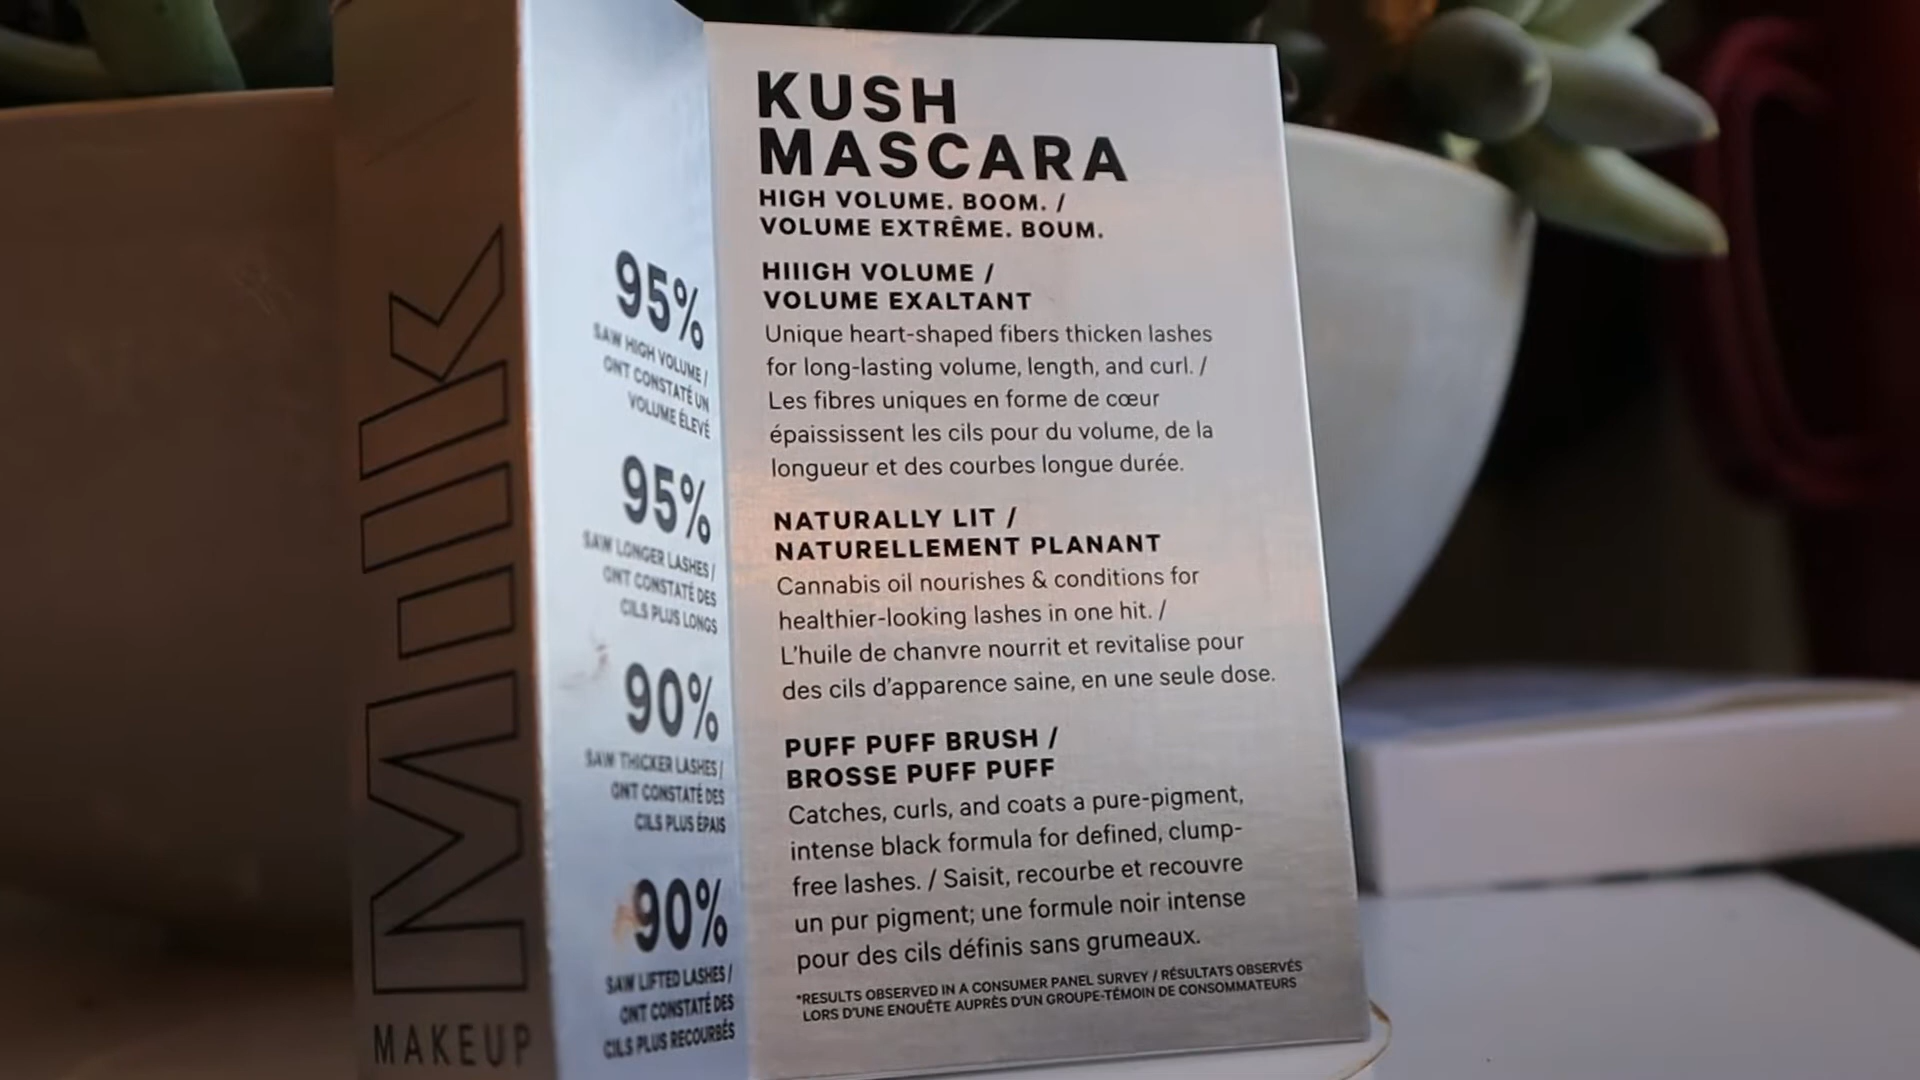 Milk
MAKEUP
95%
SAW HIGH VOLUME /
ONT CONSTATÉ UN
VOLUME ÉLEVÉ
95%
SAW LONGER LASHES /
ONT CONSTATÉ DES
CILS PLUS LONGS
90%
SAW THICKER LASHES /
ONT CONSTATÉ DES
CILS PLUS ÉPAIS
90%
SAW LIFTED LASHES /
ONT CONSTATÉ DES
CILS PLUS RECOURBÉS
KUSH
MASCARA
HIGH VOLUME. BOOM. /
VOLUME EXTRÊME. BOUM.
HIIIGH VOLUME /
VOLUME EXALTANT
Unique heart-shaped fibers thicken lashes
for long-lasting volume, length, and curl. /
Les fibres uniques en forme de cœur
épaississent les cils pour du volume, de la
longueur et des courbes longue durée.
NATURALLY LIT /
NATURELLEMENT PLANANT
Cannabis oil nourishes & conditions for
healthier-looking lashes in one hit. /
L'huile de chanvre nourrit et revitalise pour
des cils d'apparence saine, en une seule dose.
PUFF PUFF BRUSH /
BROSSE PUFF PUFF
Catches, curls, and coats a pure-pigment,
intense black formula for defined, clump-
free lashes. / Saisit, recourbe et recouvre
un pur pigment; une formule noir intense
pour des cils définis sans grumeaux.
*RESULTS OBSERVED IN A CONSUMER PANEL SURVEY / RÉSULTATS OBSERVÉS
LORS D'UNE ENQUÊTE AUPRÈS D'UN GROUPE-TÉMOIN DE CONSOMMATEURS